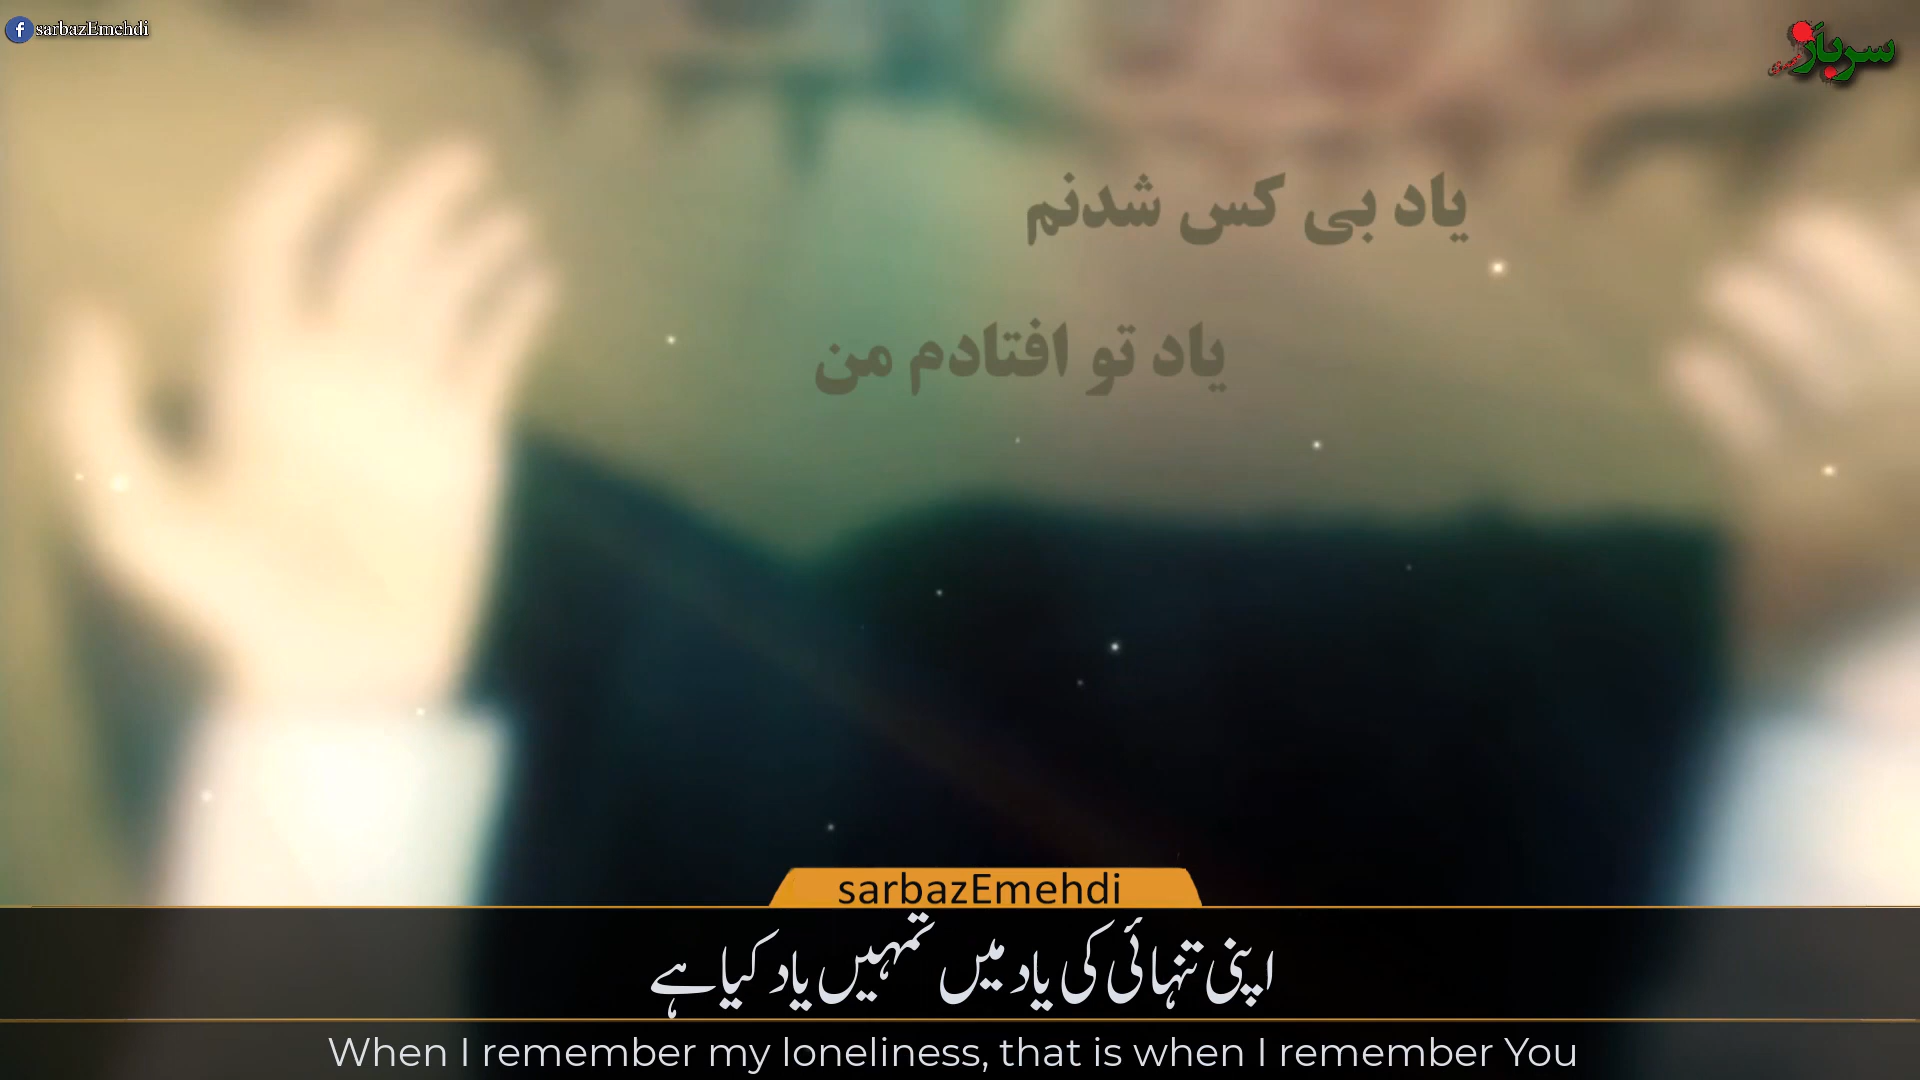 sarbazEmehdi
سرباز
یاد بی کس شدنم
یاد تو افتادم من
sarbazEmehdi
اپنی تنہائی کی یاد میں تمہیں یاد کیا ہے
When I remember my loneliness, that is when I remember You